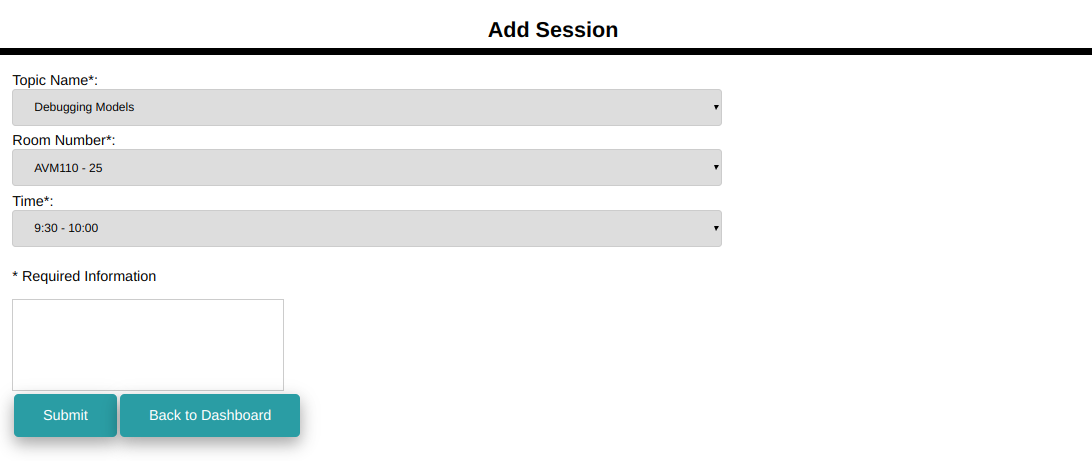 Add Session
Topic Name*:
Debugging Models
Room Number*:
AVM110 - 25
Time*:
9:30 - 10:00
* Required Information
Submit Back to Dashboard